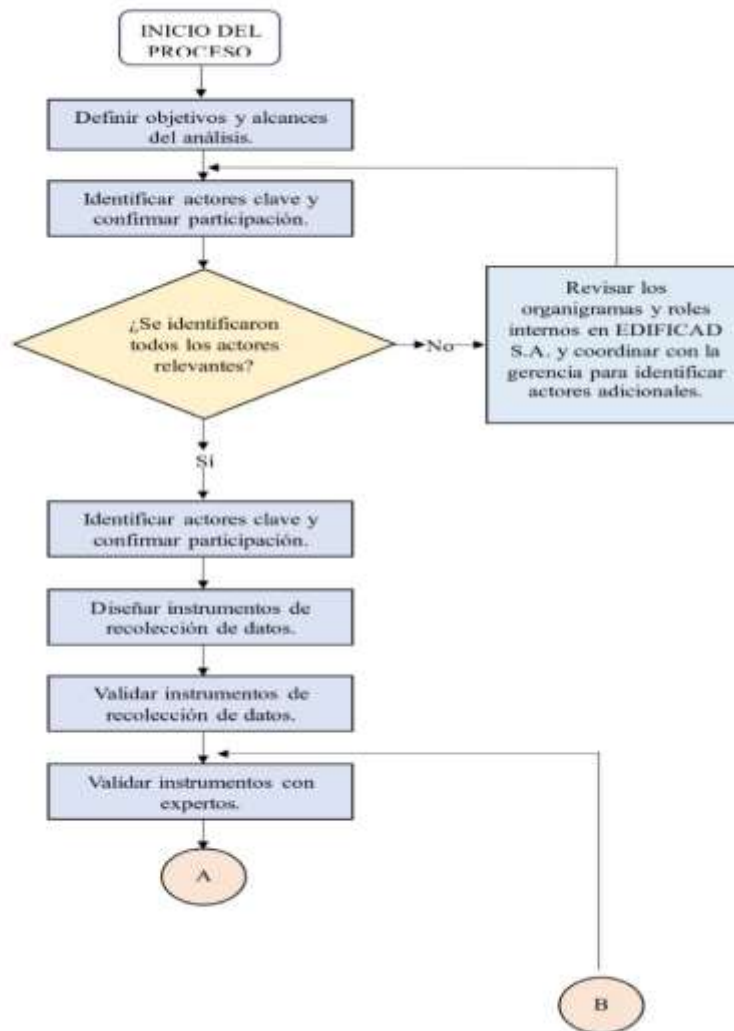 INICIO DEL
PROCESO
Definir objetivos y alcances
del análisis.
Identificar actores clave y
confirmar participación.
¿Se identificaron
todos los actores
relevantes?
No
Revisar los
organigramas y roles
internos en EDIFICAD
S.A. y coordinar con la
gerencia para identificar
actores adicionales.
Sí
Identificar actores clave y
confirmar participación.
Diseñar instrumentos de
recolección de datos.
Validar instrumentos de
recolección de datos.
Validar instrumentos con
expertos.
A
B